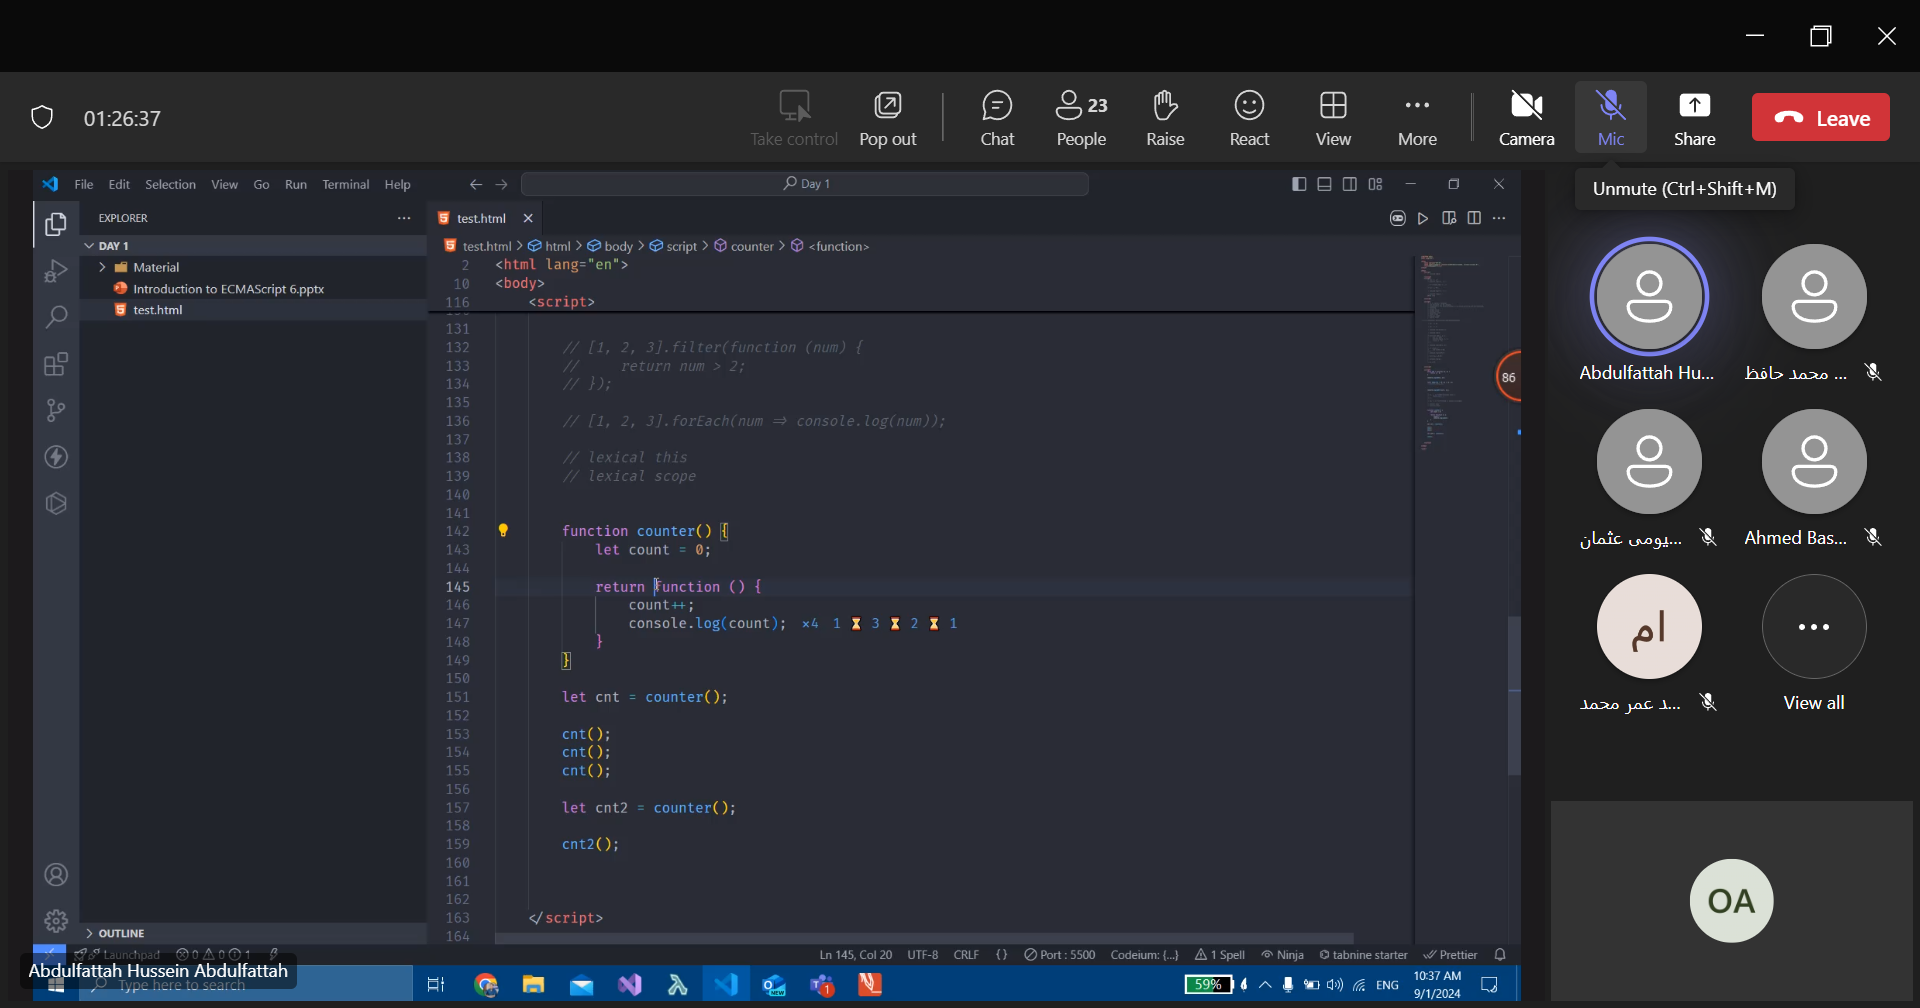 01:26:37
Take control
Pop out
Chat
23
People
Raise
React
View
More
Camera
Mic
Share
Leave
Unmute (Ctrl+Shift+M)
File Edit Selection View Go Run Terminal Help
Day 1
EXPLORER
DAY 1
Material
Introduction to ECMAScript 6.pptx
test.html
OUTLINE
test.html
test.html > html > body > script > counter > <function>
2 <html lang="en">
10 <body>
116 <script>
131
132 // [1, 2, 3].filter(function (num) {
133 // return num > 2;
134 // });
135
136 // [1, 2, 3].forEach(num => console.log(num));
137
138 // lexical this
139 // lexical scope
140
141
142 function counter() {
143 let count = 0;
144
145 return function () {
146 count++;
147 console.log(count); ×4 1 ⌛ 3 ⌛ 2 ⌛ 1
148 }
149 }
150
151 let cnt = counter();
152
153 cnt();
154 cnt();
155 cnt();
156
157 let cnt2 = counter();
158
159 cnt2();
160
161
162
163 </script>
164
86
Launchpad 0 0 1
Ln 145, Col 20 UTF-8 CRLF {} Port : 5500 Codeium: {...} 1 Spell Ninja tabnine starter Prettier
Abdulfattah Hussein Abdulfattah
Type here to search
NEW
1
59%
ENG
10:37 AM
9/1/2024
Abdulfattah Hu...
محمد حافظ ...
...يومى عثمان
Ahmed Bas...
ام
...د عمر محمد
View all
OA